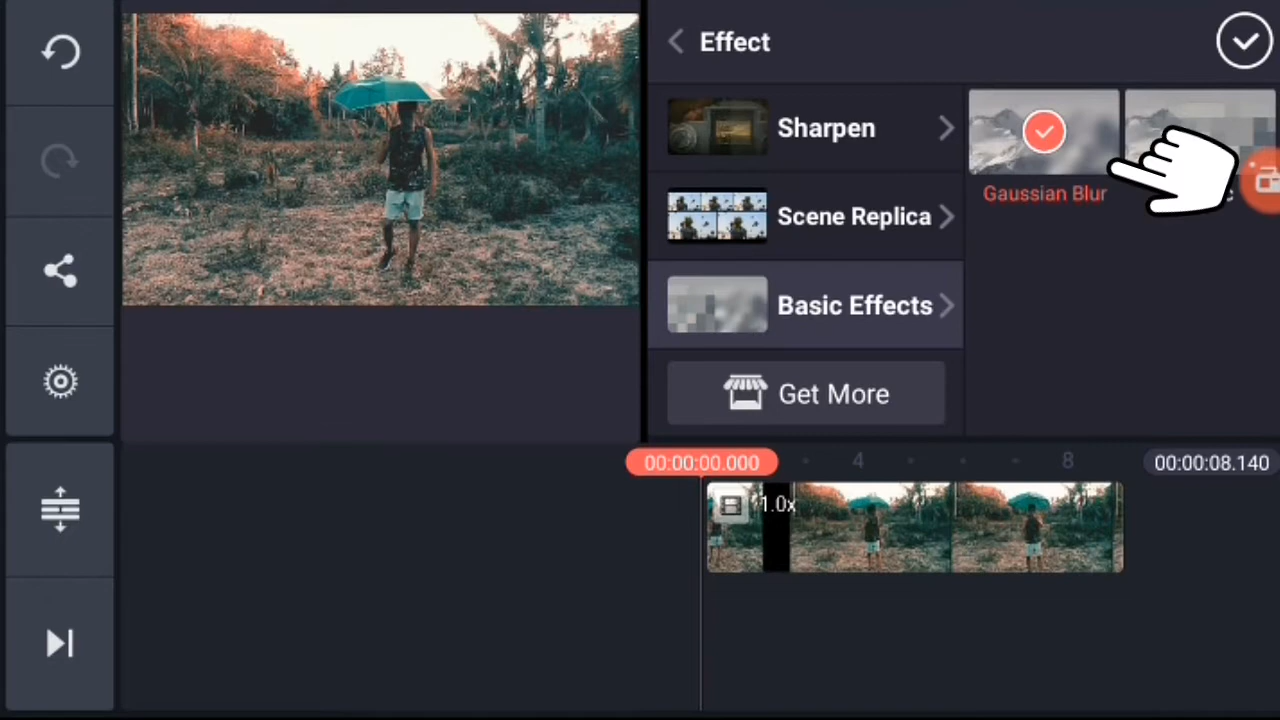 Effect
Sharpen
Gaussian Blur
Scene Replica
Basic Effects
Get More
00:00:00.000
4
8
00:00:08.140
1.0x